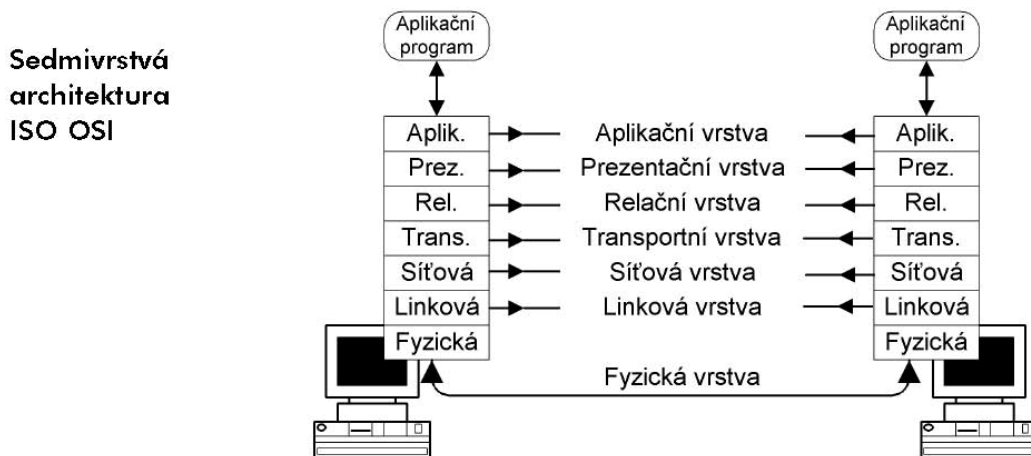 Sedmivrstvá
architektura
ISO OSI
Aplikační
program
Aplikační
program
Aplik. Aplikační vrstva Aplik.
Prez. Prezentační vrstva Prez.
Rel. Relační vrstva Rel.
Trans. Transportní vrstva Trans.
Síťová Síťová vrstva Síťová
Linková Linková vrstva Linková
Fyzická Fyzická
Fyzická vrstva